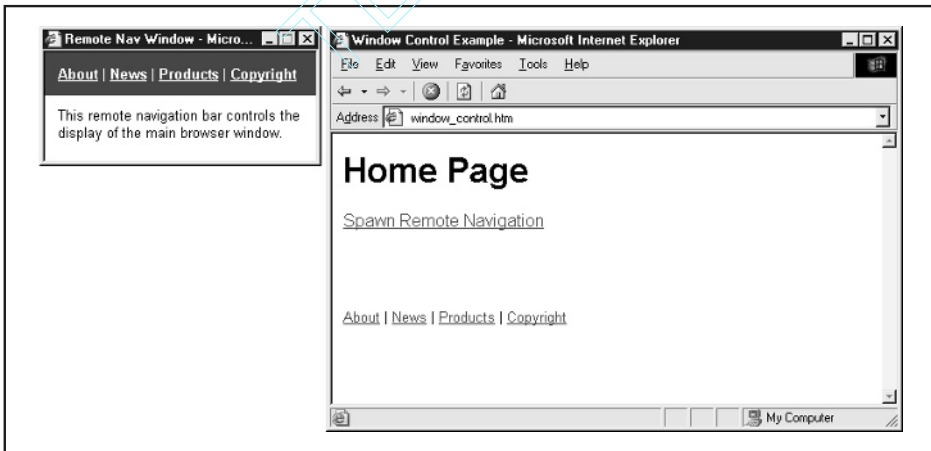 Remote Nav Window - Micro...
About | News | Products | Copyright
This remote navigation bar controls the
display of the main browser window.
Window Control Example - Microsoft Internet Explorer
File Edit View Favorites Tools Help
Address window_control.htm
Home Page
Spawn Remote Navigation
About | News | Products | Copyright
My Computer